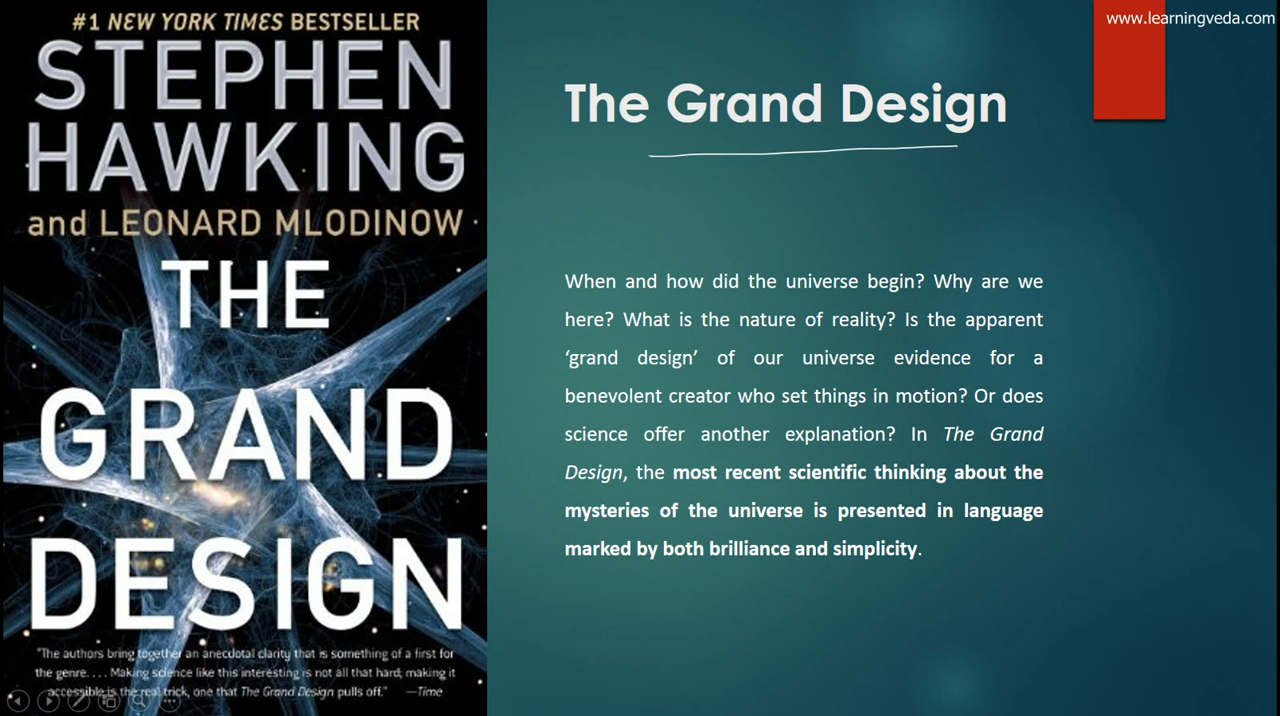 #1 NEW YORK TIMES BESTSELLER
STEPHEN
HAWKING
and LEONARD MLODINOW
THE
GRAND
DESIGN
"The authors bring together an anecdotal clarity that is something of a first for
the genre. . . . Making science like this interesting is not all that hard; making it
accessible is the real trick, one that The Grand Design pulls off." —Time
www.learningveda.com
The Grand Design
When and how did the universe begin? Why are we
here? What is the nature of reality? Is the apparent
‘grand design’ of our universe evidence for a
benevolent creator who set things in motion? Or does
science offer another explanation? In The Grand
Design, the most recent scientific thinking about the
mysteries of the universe is presented in language
marked by both brilliance and simplicity.